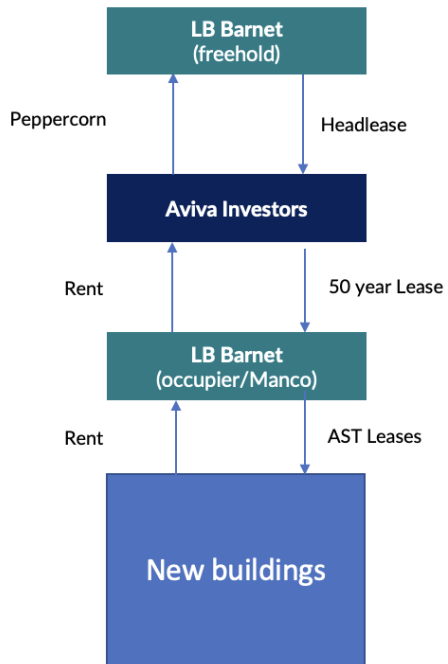 LB Barnet
(freehold)
Peppercorn
Headlease
Aviva Investors
Rent
50 year Lease
LB Barnet
(occupier/Manco)
Rent
AST Leases
New buildings